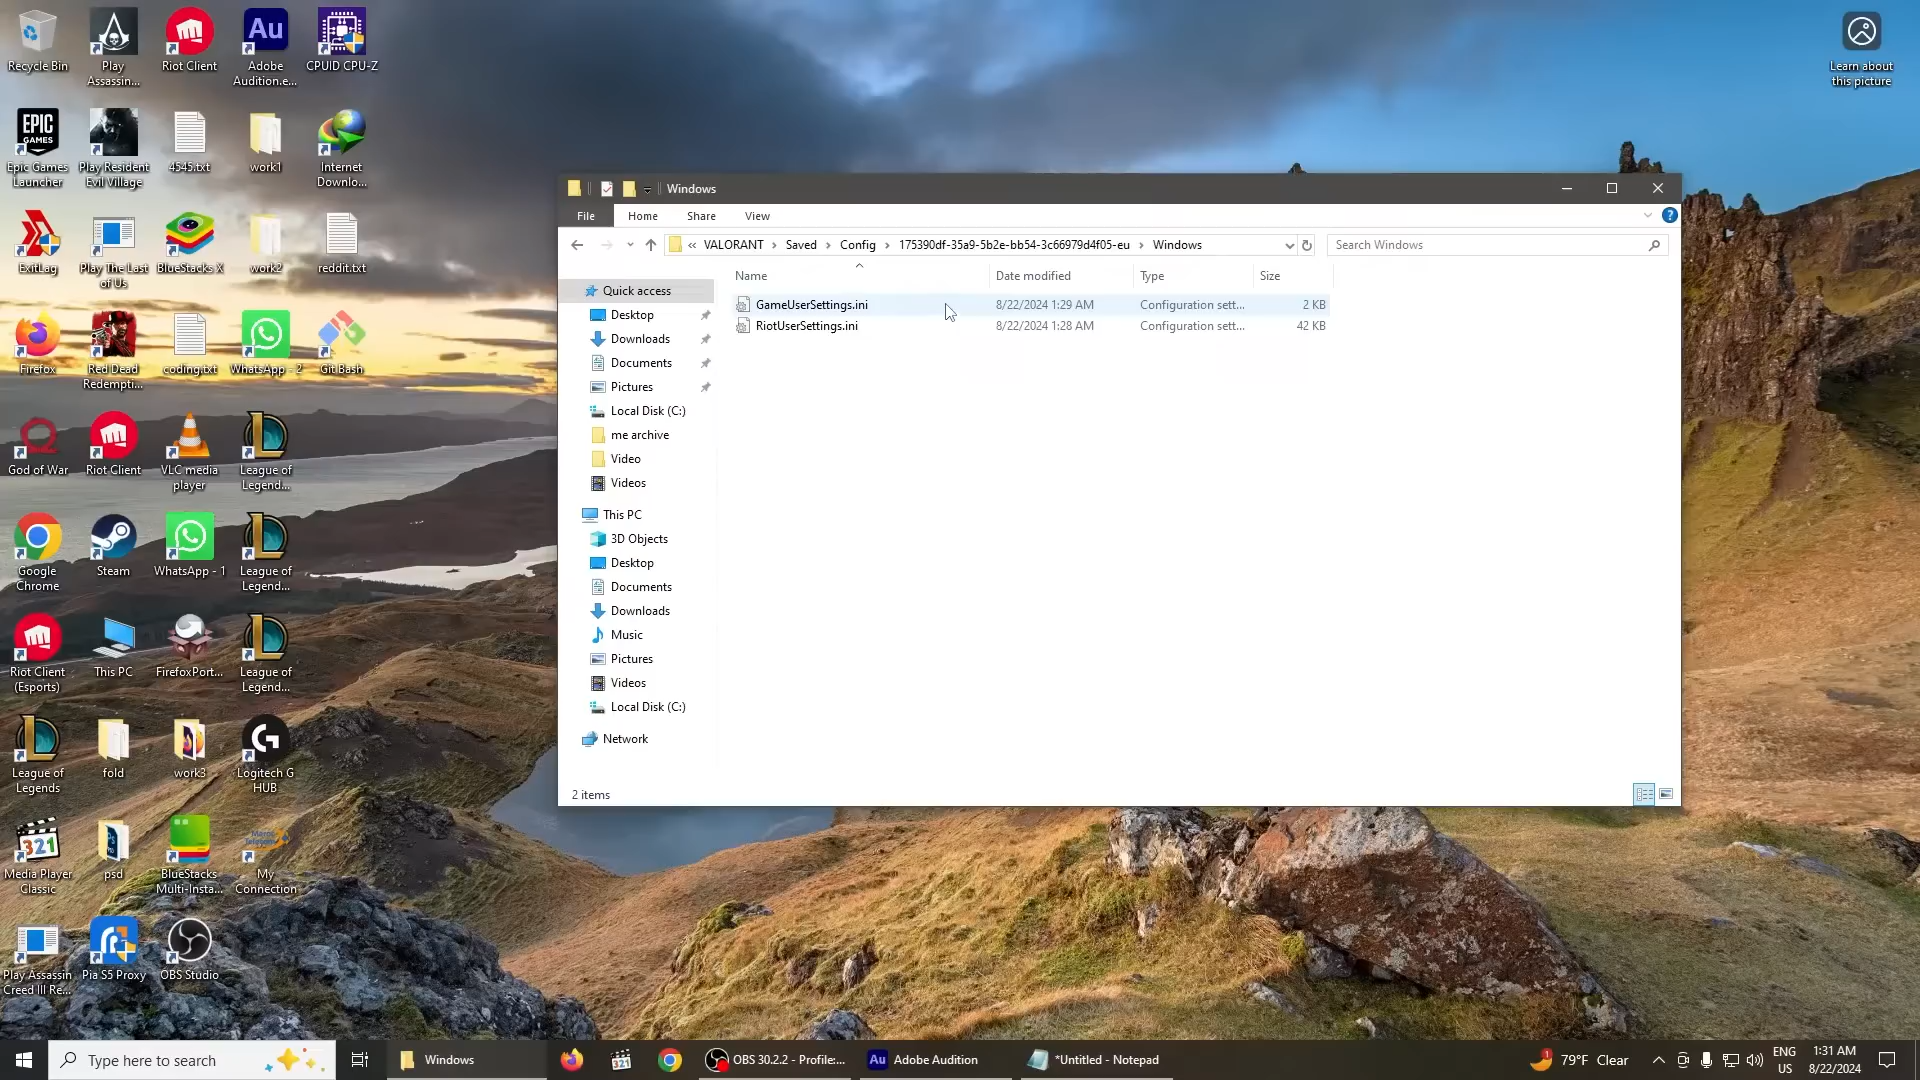 Recycle Bin
Play
Assassin...
Riot Client
Au
Adobe
Audition.e...
CPUID CPU-Z
Learn about
this picture
EPIC
GAMES
Epic Games
Launcher
Play Resident
Evil Village
4545.txt
work1
Internet
Downlo...
ExitLag
Play The Last
of Us
BlueStacks X
work2
reddit.txt
Firefox
Red Dead
Redempti...
coding.txt
WhatsApp - 2
Git Bash
God of War
Riot Client
VLC media
player
League of
Legend...
Google
Chrome
Steam
WhatsApp - 1
League of
Legend...
Riot Client
(Esports)
This PC
FirefoxPort...
League of
Legend...
League of
Legends
fold
work3
Logitech G
HUB
321
Media Player
Classic
psd
BlueStacks
Multi-Insta...
My
Connection
Play Assassin
Creed III Re...
Pia S5 Proxy
OBS Studio
Windows
File
Home
Share
View
« VALORANT › Saved › Config › 175390df-35a9-5b2e-bb54-3c66979d4f05-eu › Windows
Search Windows
Name
Date modified
Type
Size
GameUserSettings.ini 8/22/2024 1:29 AM Configuration sett... 2 KB
RiotUserSettings.ini 8/22/2024 1:28 AM Configuration sett... 42 KB
Quick access
Desktop
Downloads
Documents
Pictures
Local Disk (C:)
me archive
Video
Videos
This PC
3D Objects
Desktop
Documents
Downloads
Music
Pictures
Videos
Local Disk (C:)
Network
2 items
Type here to search
Windows
321
OBS 30.2.2 - Profile:...
Au
Adobe Audition
*Untitled - Notepad
1
79°F Clear
ENG
US
1:31 AM
8/22/2024